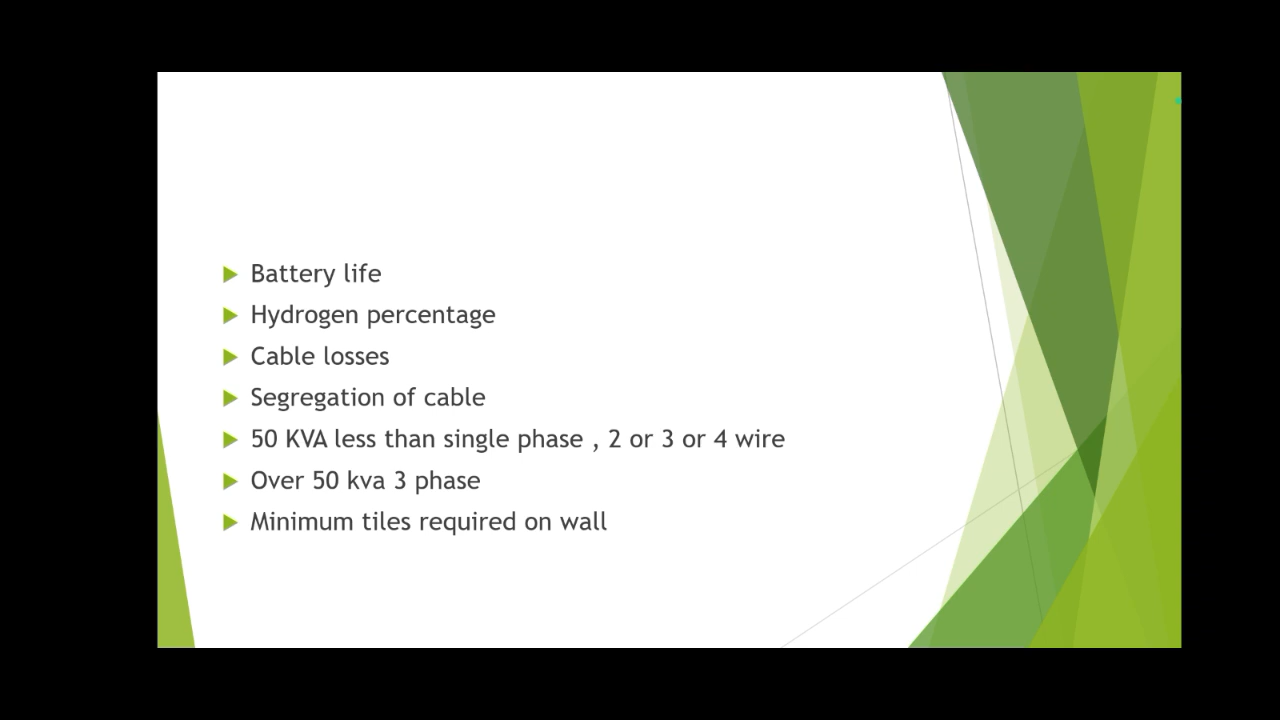 Battery life
Hydrogen percentage
Cable losses
Segregation of cable
50 KVA less than single phase , 2 or 3 or 4 wire
Over 50 kva 3 phase
Minimum tiles required on wall